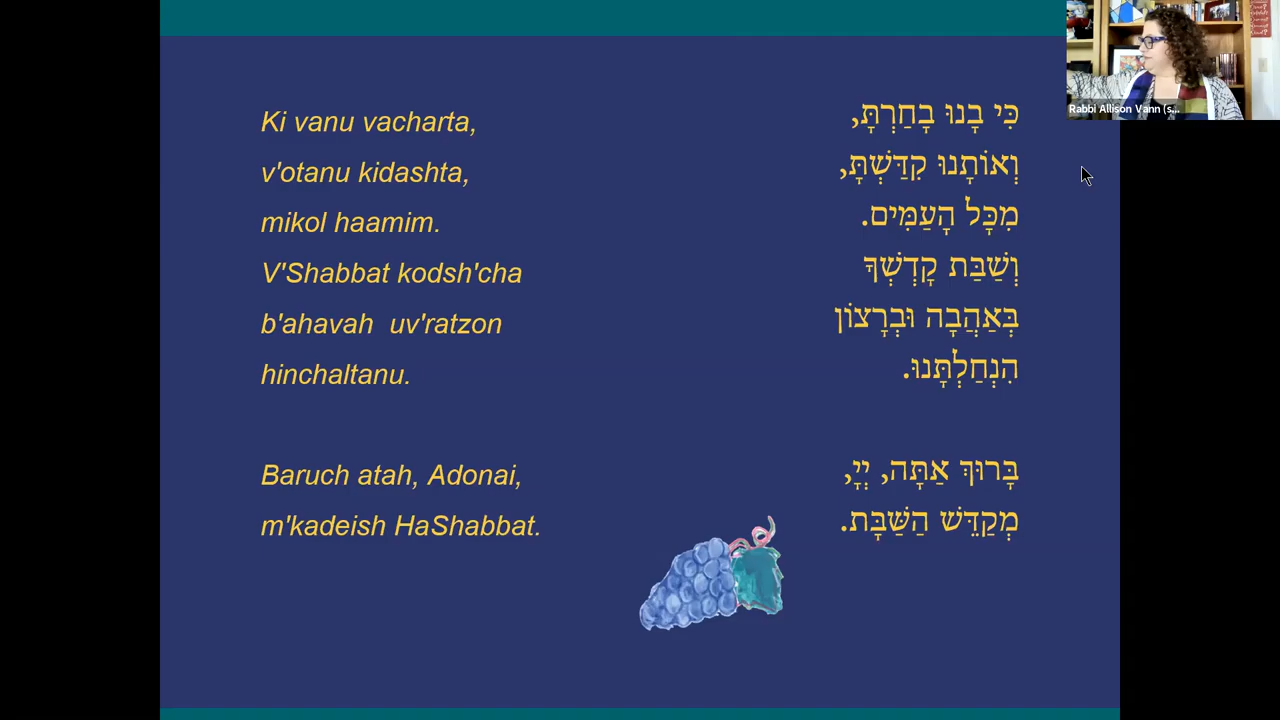 Ki vanu vacharta,
v'otanu kidashta,
mikol haamim.
V'Shabbat kodsh'cha
b'ahavah uv'ratzon
hinchaltanu.
Baruch atah, Adonai,
m'kadeish HaShabbat.
כִּי בָנוּ בָחַרְתָּ,
וְאוֹתָנוּ קִדַּשְׁתָּ,
מִכָּל הָעַמִּים.
וְשַׁבַּת קָדְשְׁךָ
בְּאַהֲבָה וּבְרָצוֹן
הִנְחַלְתָּנוּ.
בָּרוּךְ אַתָּה, יְיָ,
מְקַדֵּשׁ הַשַּׁבָּת.
Rabbi Allison Vann (s...